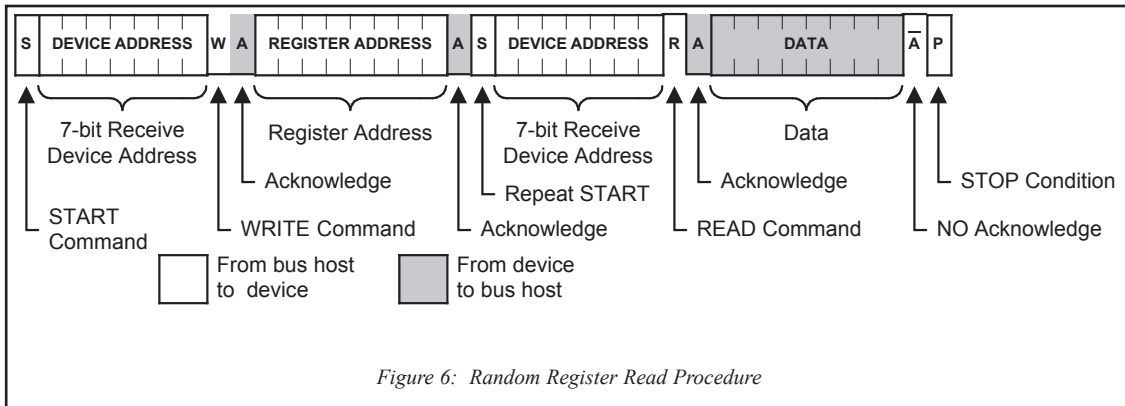 S DEVICE ADDRESS W A REGISTER ADDRESS A S DEVICE ADDRESS R A DATA A̅ P
7-bit Receive
Device Address
Register Address
7-bit Receive
Device Address
Data
Acknowledge
Repeat START
Acknowledge
STOP Condition
START
Command
WRITE Command
Acknowledge
READ Command
NO Acknowledge
From bus host
to device
From device
to bus host
Figure 6: Random Register Read Procedure